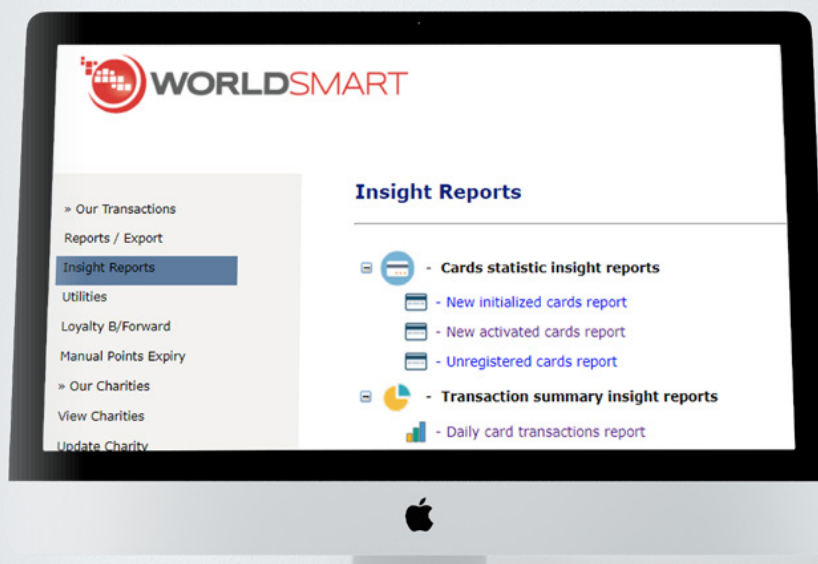 WORLDSMART
» Our Transactions
Reports / Export
Insight Reports
Utilities
Loyalty B/Forward
Manual Points Expiry
» Our Charities
View Charities
Update Charity
Insight Reports
- Cards statistic insight reports
- New initialized cards report
- New activated cards report
- Unregistered cards report
- Transaction summary insight reports
- Daily card transactions report